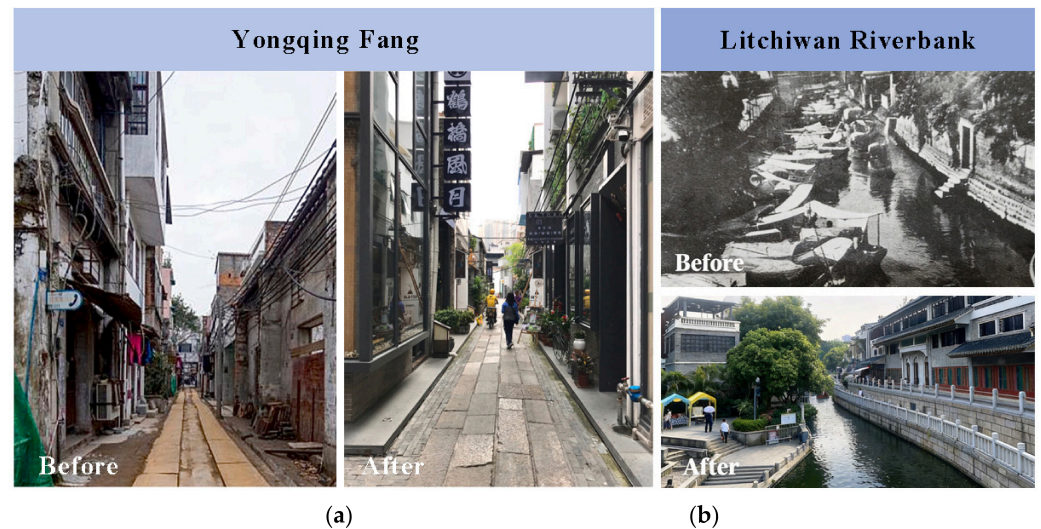 Yongqing Fang
Litchiwan Riverbank
鶴
橋
風
月
Before
After
Before
After
(a)
(b)